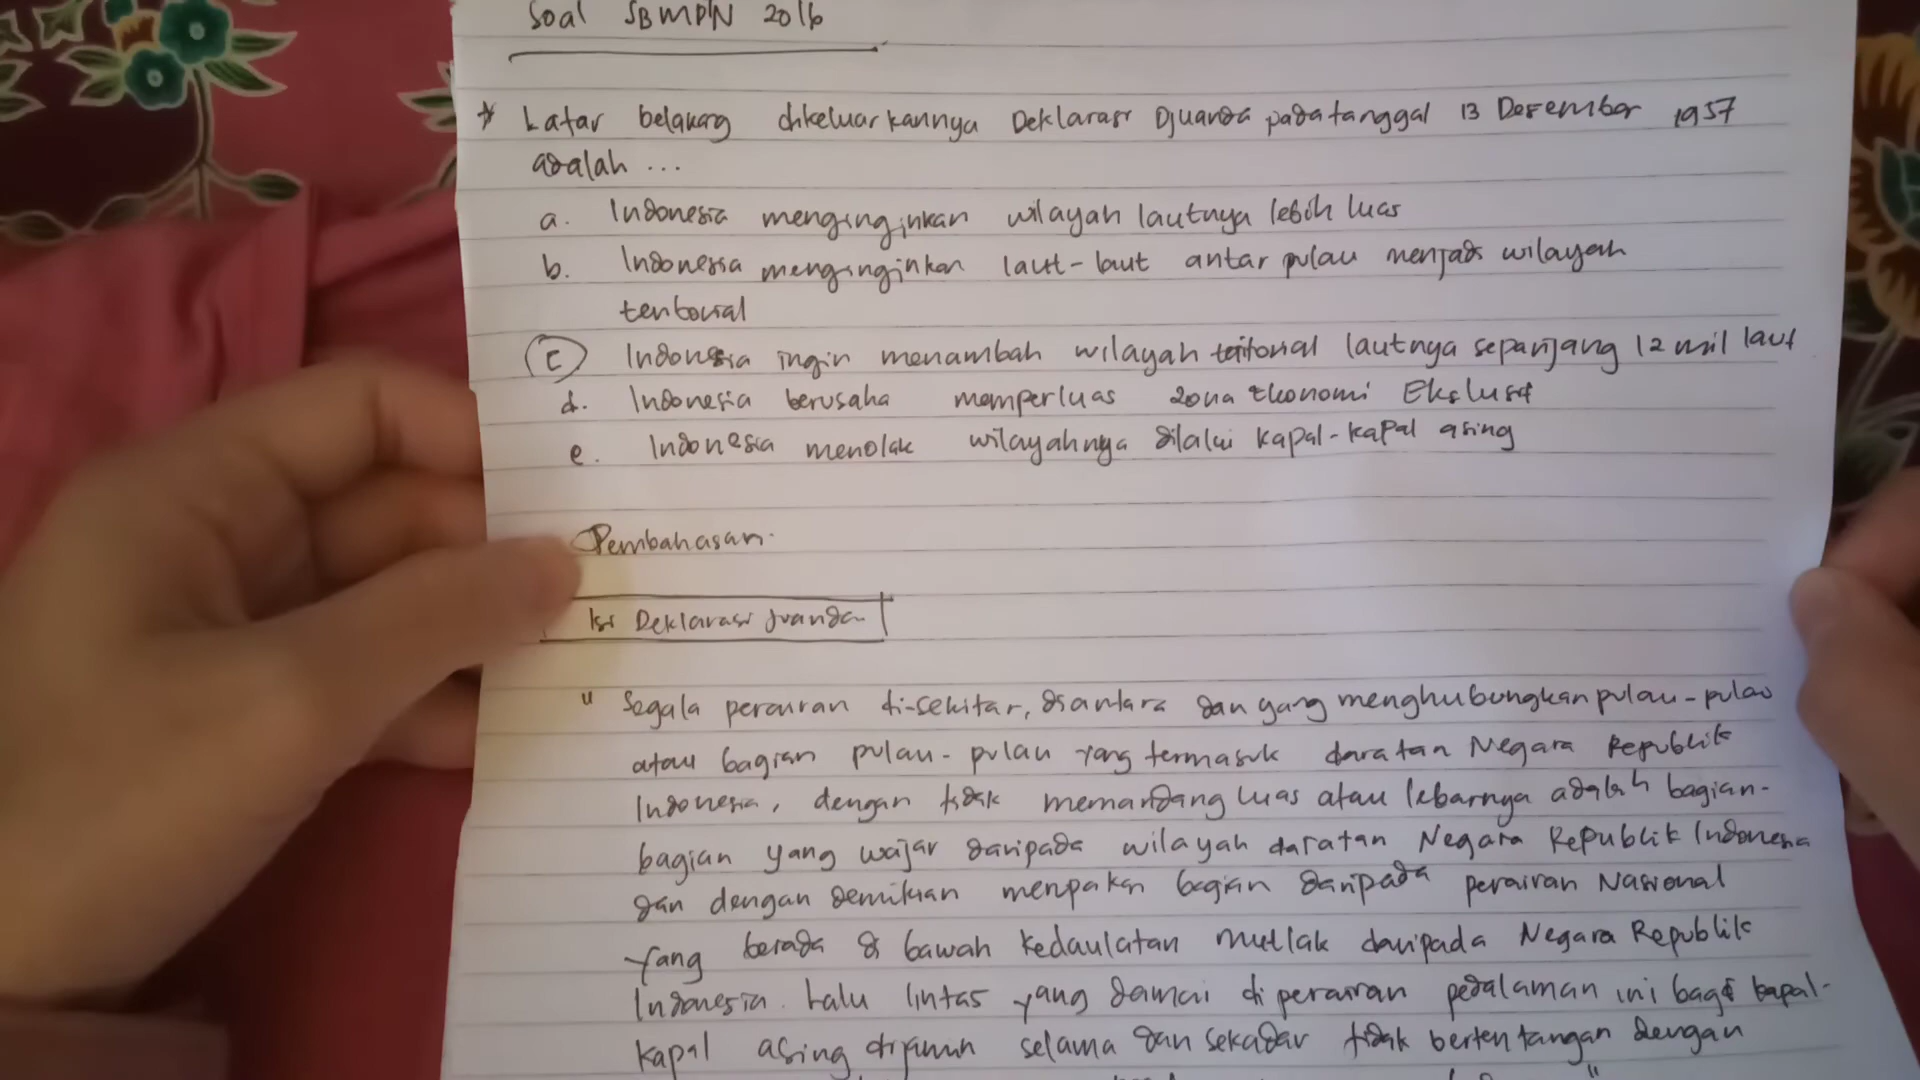 Soal SBMPTN 2016
* Latar belakang dikeluarkannya Deklarasi Djuanda pada tanggal 13 Desember 1957
adalah ...
a. Indonesia menginginkan wilayah lautnya lebih luas
b. Indonesia menginginkan laut-laut antar pulau menjadi wilayah
teritorial
c Indonesia ingin menambah wilayah teritorial lautnya sepanjang 12 mil laut
d. Indonesia berusaha memperluas zona Ekonomi Ekslusif
e. Indonesia menolak wilayahnya dilalui kapal-kapal asing
Pembahasan.
Isi Deklarasi Juanda
" Segala perairan di-sekitar, diantara dan yang menghubungkan pulau-pulau
atau bagian pulau-pulau yang termasuk daratan Negara Republik
Indonesia, dengan tidak memandang luas atau lebarnya adalah bagian-
bagian yang wajar daripada wilayah daratan Negara Republik Indonesia
dan dengan demikian merupakan bagian daripada perairan Nasional
yang berada di bawah kedaulatan mutlak daripada Negara Republik
Indonesia. Lalu lintas yang damai di perairan pedalaman ini bagi kapal-
kapal asing dijamin selama dan sekadar tidak bertentangan dengan